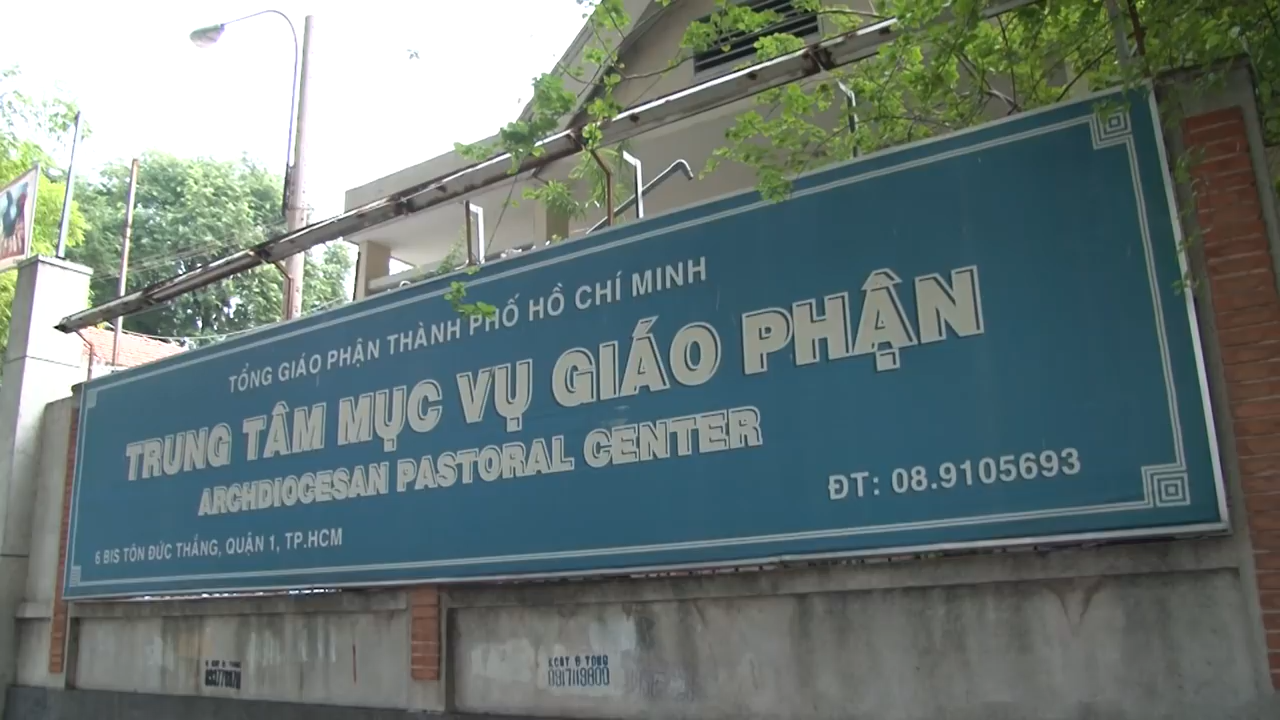 TỔNG GIÁO PHẬN THÀNH PHỐ HỒ CHÍ MINH
TRUNG TÂM MỤC VỤ GIÁO PHẬN
ARCHDIOCESAN PASTORAL CENTER
6 BIS TÔN ĐỨC THẮNG, QUẬN 1, TP.HCM
ĐT: 08.9105693
0917119800